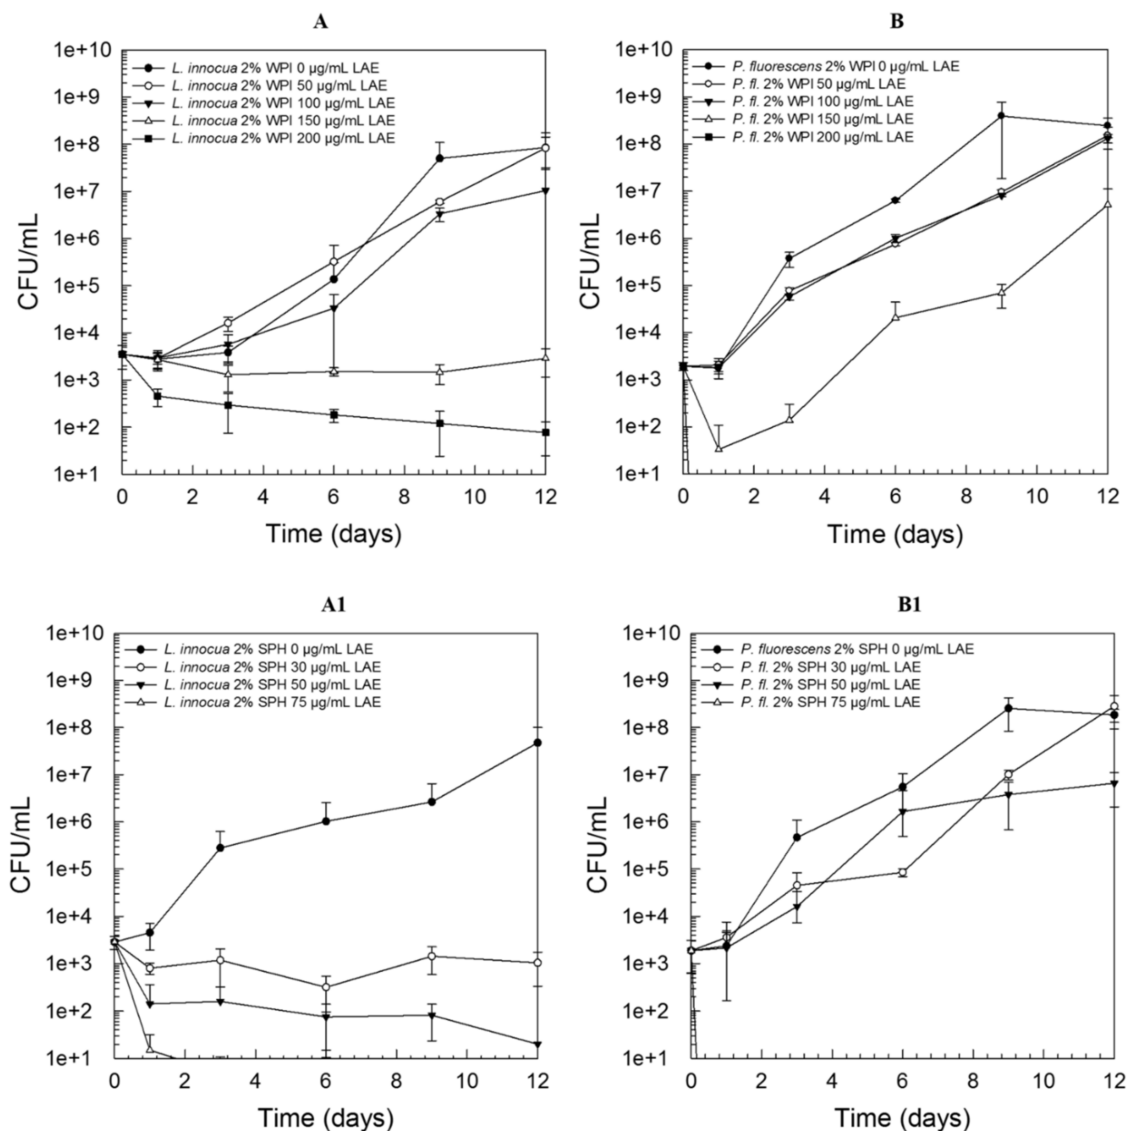 A
1e+10
1e+9
1e+8
1e+7
1e+6
1e+5
1e+4
1e+3
1e+2
1e+1
CFU/mL
L. innocua 2% WPI 0 µg/mL LAE
L. innocua 2% WPI 50 µg/mL LAE
L. innocua 2% WPI 100 µg/mL LAE
L. innocua 2% WPI 150 µg/mL LAE
L. innocua 2% WPI 200 µg/mL LAE
0 2 4 6 8 10 12
Time (days)
B
1e+10
1e+9
1e+8
1e+7
1e+6
1e+5
1e+4
1e+3
1e+2
1e+1
CFU/mL
P. fluorescens 2% WPI 0 µg/mL LAE
P. fl. 2% WPI 50 µg/mL LAE
P. fl. 2% WPI 100 µg/mL LAE
P. fl. 2% WPI 150 µg/mL LAE
P. fl. 2% WPI 200 µg/mL LAE
0 2 4 6 8 10 12
Time (days)
A1
1e+10
1e+9
1e+8
1e+7
1e+6
1e+5
1e+4
1e+3
1e+2
1e+1
CFU/mL
L. innocua 2% SPH 0 µg/mL LAE
L. innocua 2% SPH 30 µg/mL LAE
L. innocua 2% SPH 50 µg/mL LAE
L. innocua 2% SPH 75 µg/mL LAE
0 2 4 6 8 10 12
Time (days)
B1
1e+10
1e+9
1e+8
1e+7
1e+6
1e+5
1e+4
1e+3
1e+2
1e+1
CFU/mL
P. fluorescens 2% SPH 0 µg/mL LAE
P. fl. 2% SPH 30 µg/mL LAE
P. fl. 2% SPH 50 µg/mL LAE
P. fl. 2% SPH 75 µg/mL LAE
0 2 4 6 8 10 12
Time (days)